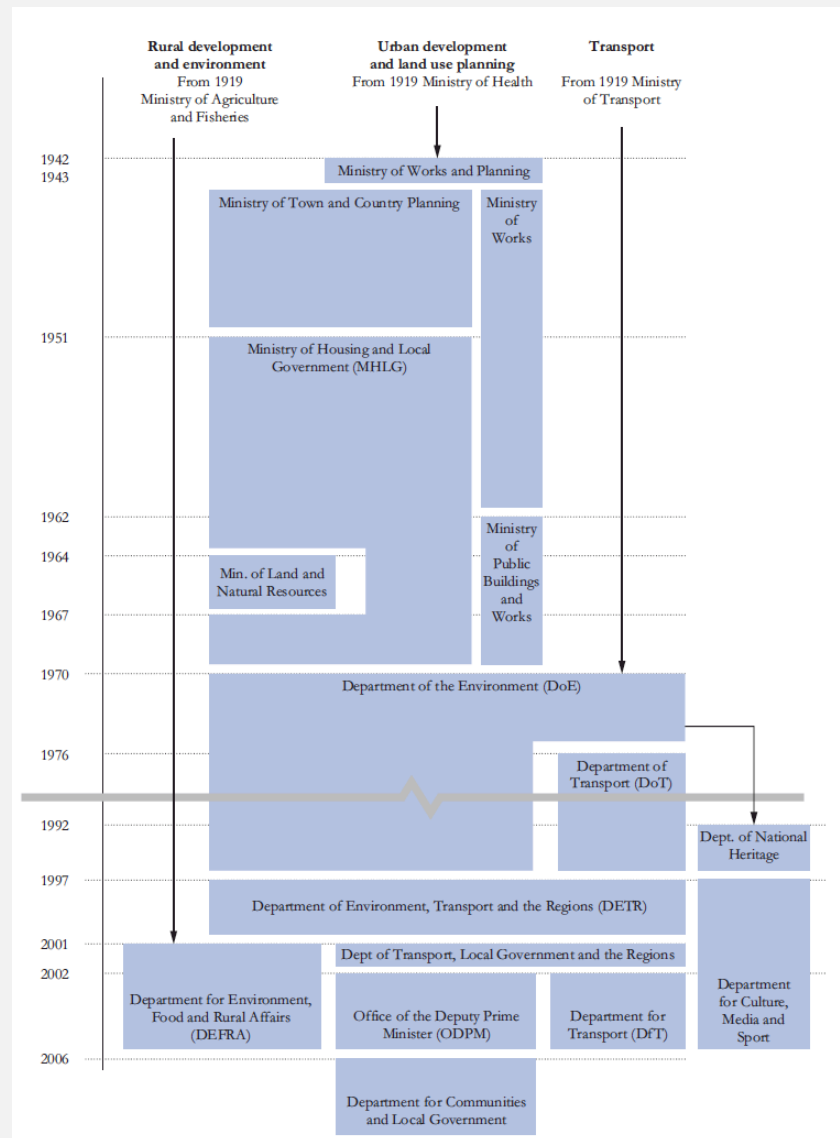 Rural development
and environment
From 1919
Ministry of Agriculture
and Fisheries
Urban development
and land use planning
From 1919 Ministry of Health
Transport
From 1919 Ministry
of Transport
1942
1943
Ministry of Works and Planning
Ministry of Town and Country Planning
Ministry
of
Works
1951
Ministry of Housing and Local
Government (MHLG)
1962
Ministry
of
Public
Buildings
and
Works
1964
Min. of Land and
Natural Resources
1967
1970
Department of the Environment (DoE)
1976
Department of
Transport (DoT)
1992
Dept. of National
Heritage
1997
Department of Environment, Transport and the Regions (DETR)
2001
Dept of Transport, Local Government and the Regions
2002
Department for Environment,
Food and Rural Affairs
(DEFRA)
Office of the Deputy Prime
Minister (ODPM)
Department for
Transport (DfT)
Department
for Culture,
Media and
Sport
2006
Department for Communities
and Local Government